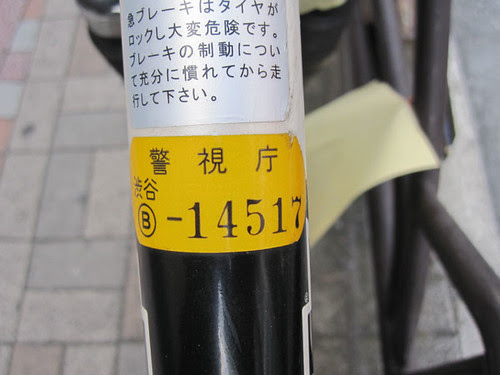 急ブレーキはタイヤが
ロックし大変危険です。
ブレーキの制動につい
て充分に慣れてから走
行して下さい。
警視庁
渋谷
Ⓑ-14517